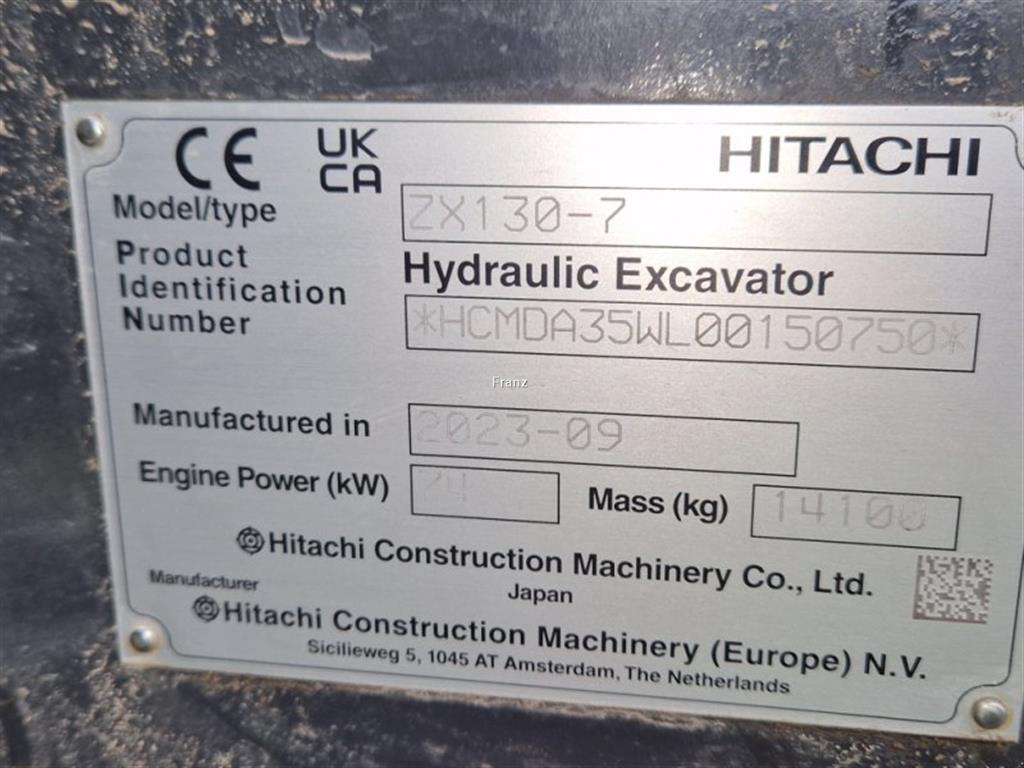 CE UK CA HITACHI
Model/type ZX130-7
Product Identification Number
Hydraulic Excavator
*HCMDA35WL00150750*
Franz
Manufactured in 2023-09
Engine Power (kW) 74 Mass (kg) 14100
Hitachi Construction Machinery Co., Ltd.
Japan
Manufacturer
Hitachi Construction Machinery (Europe) N.V.
Sicilieweg 5, 1045 AT Amsterdam, The Netherlands